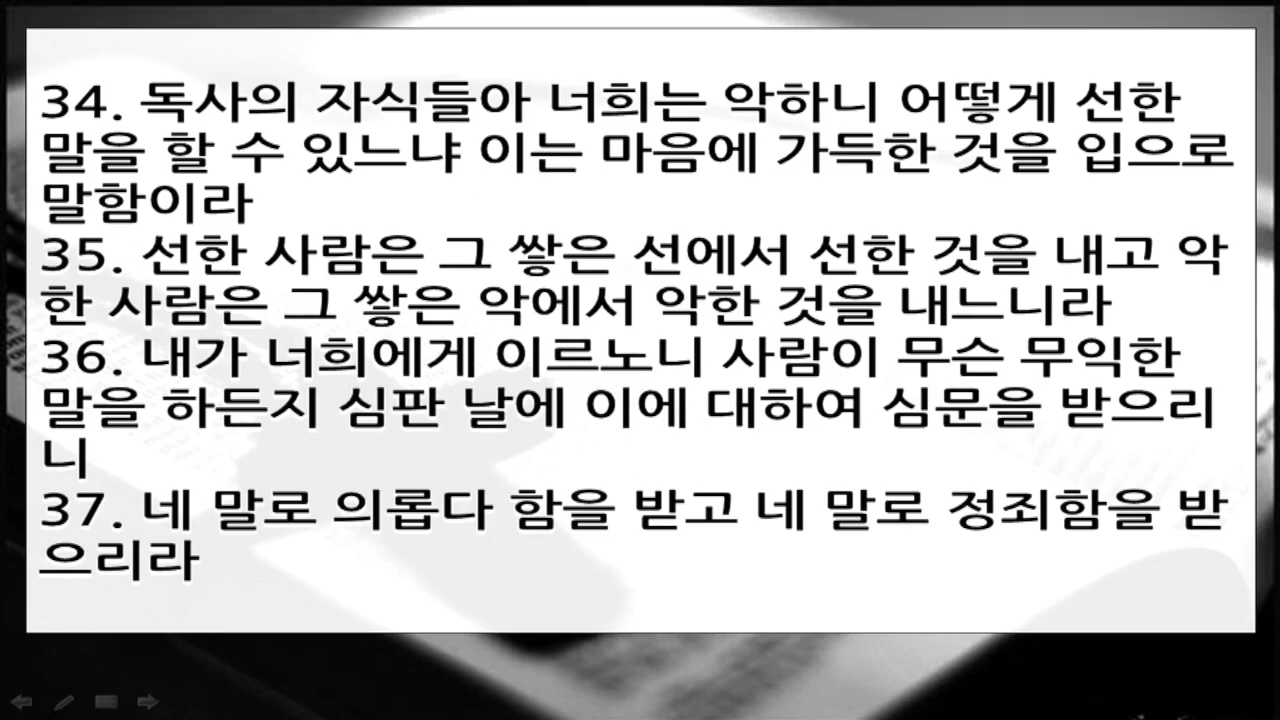 34. 독사의 자식들아 너희는 악하니 어떻게 선한
말을 할 수 있느냐 이는 마음에 가득한 것을 입으로
말함이라
35. 선한 사람은 그 쌓은 선에서 선한 것을 내고 악
한 사람은 그 쌓은 악에서 악한 것을 내느니라
36. 내가 너희에게 이르노니 사람이 무슨 무익한
말을 하든지 심판 날에 이에 대하여 심문을 받으리
니
37. 네 말로 의롭다 함을 받고 네 말로 정죄함을 받
으리라